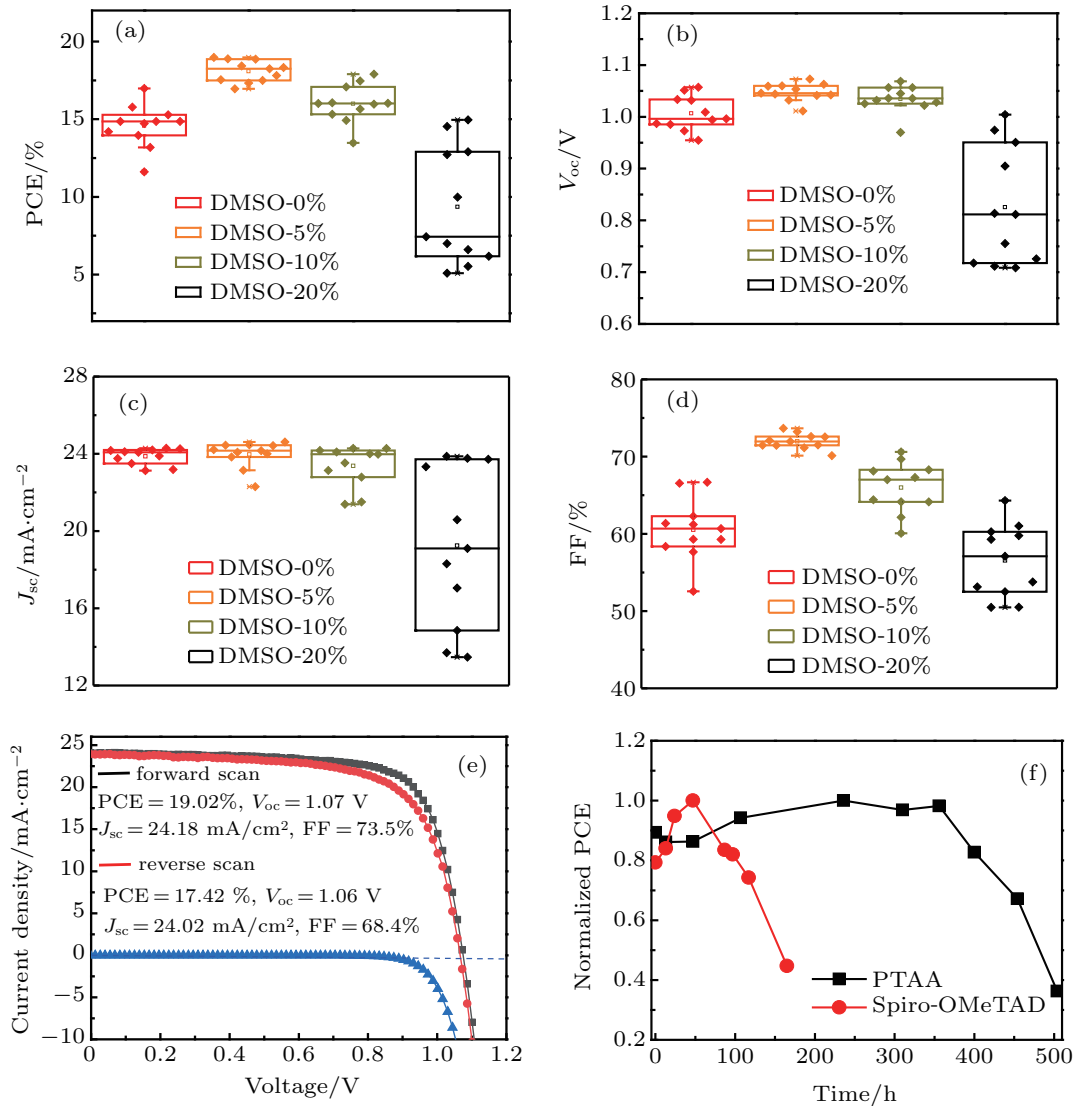 (a)
20
15
10
5
PCE/%
DMSO-0%
DMSO-5%
DMSO-10%
DMSO-20%
(b)
1.2
1.1
1.0
0.9
0.8
0.7
0.6
Voc/V
DMSO-0%
DMSO-5%
DMSO-10%
DMSO-20%
(c)
28
24
20
16
12
Jsc/mA·cm−2
DMSO-0%
DMSO-5%
DMSO-10%
DMSO-20%
(d)
80
70
60
50
40
FF/%
DMSO-0%
DMSO-5%
DMSO-10%
DMSO-20%
(e)
25
20
15
10
5
0
−5
−10
Current density/mA·cm−2
forward scan
PCE=19.02%, Voc=1.07 V
Jsc=24.18 mA/cm2, FF=73.5%
reverse scan
PCE=17.42 %, Voc=1.06 V
Jsc=24.02 mA/cm2, FF=68.4%
0 0.2 0.4 0.6 0.8 1.0 1.2
Voltage/V
(f)
1.2
1.0
0.8
0.6
0.4
0.2
Normalized PCE
PTAA
Spiro-OMeTAD
0 100 200 300 400 500
Time/h